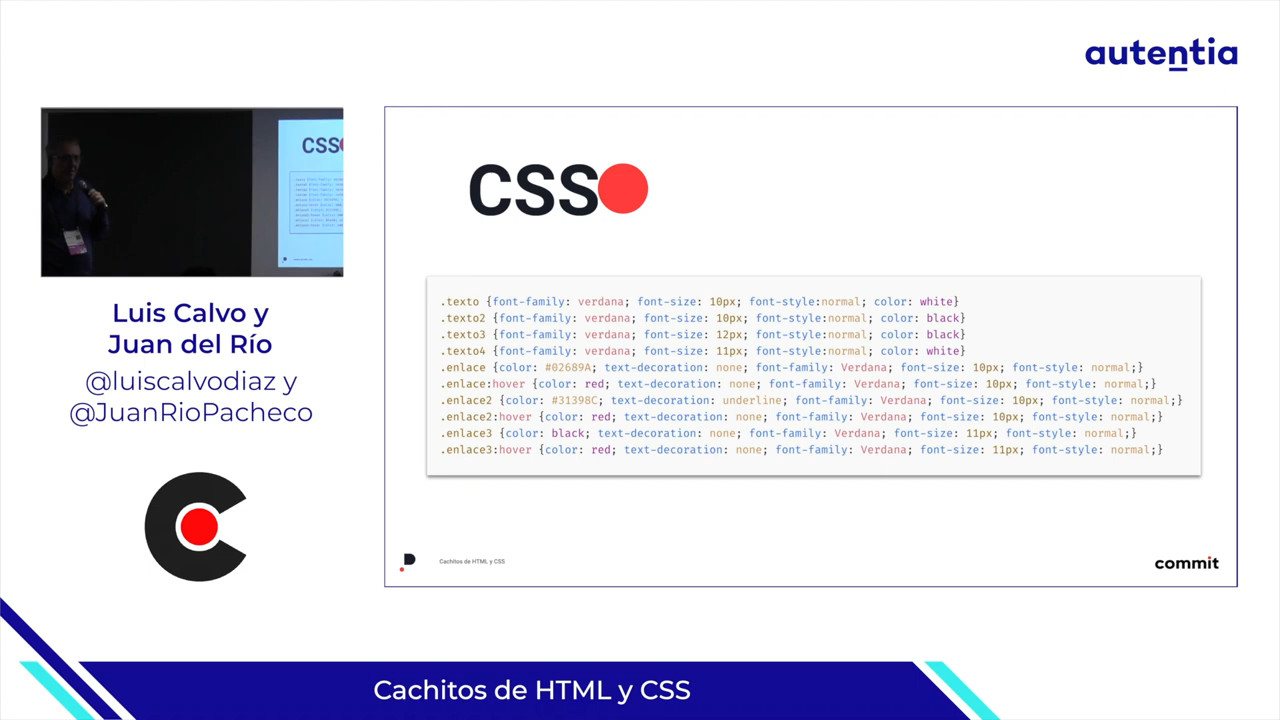 autentia
CSS
Luis Calvo y
Juan del Río
@luiscalvodiaz y
@JuanRioPacheco
CSS
.texto {font-family: verdana; font-size: 10px; font-style:normal; color: white}
.texto2 {font-family: verdana; font-size: 10px; font-style:normal; color: black}
.texto3 {font-family: verdana; font-size: 12px; font-style:normal; color: black}
.texto4 {font-family: verdana; font-size: 11px; font-style:normal; color: white}
.enlace {color: #02689A; text-decoration: none; font-family: Verdana; font-size: 10px; font-style: normal;}
.enlace:hover {color: red; text-decoration: none; font-family: Verdana; font-size: 10px; font-style: normal;}
.enlace2 {color: #31398C; text-decoration: underline; font-family: Verdana; font-size: 10px; font-style: normal;}
.enlace2:hover {color: red; text-decoration: none; font-family: Verdana; font-size: 10px; font-style: normal;}
.enlace3 {color: black; text-decoration: none; font-family: Verdana; font-size: 11px; font-style: normal;}
.enlace3:hover {color: red; text-decoration: none; font-family: Verdana; font-size: 11px; font-style: normal;}
Cachitos de HTML y CSS
commit
Cachitos de HTML y CSS